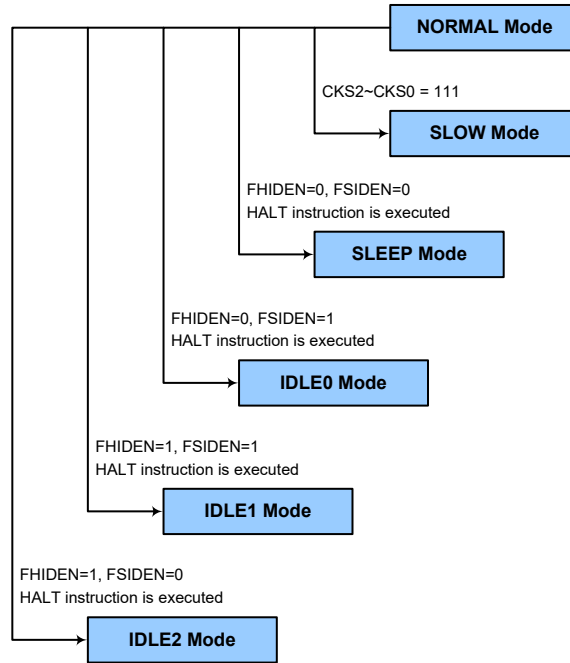 NORMAL Mode
CKS2~CKS0 = 111
SLOW Mode
FHIDEN=0, FSIDEN=0
HALT instruction is executed
SLEEP Mode
FHIDEN=0, FSIDEN=1
HALT instruction is executed
IDLE0 Mode
FHIDEN=1, FSIDEN=1
HALT instruction is executed
IDLE1 Mode
FHIDEN=1, FSIDEN=0
HALT instruction is executed
IDLE2 Mode